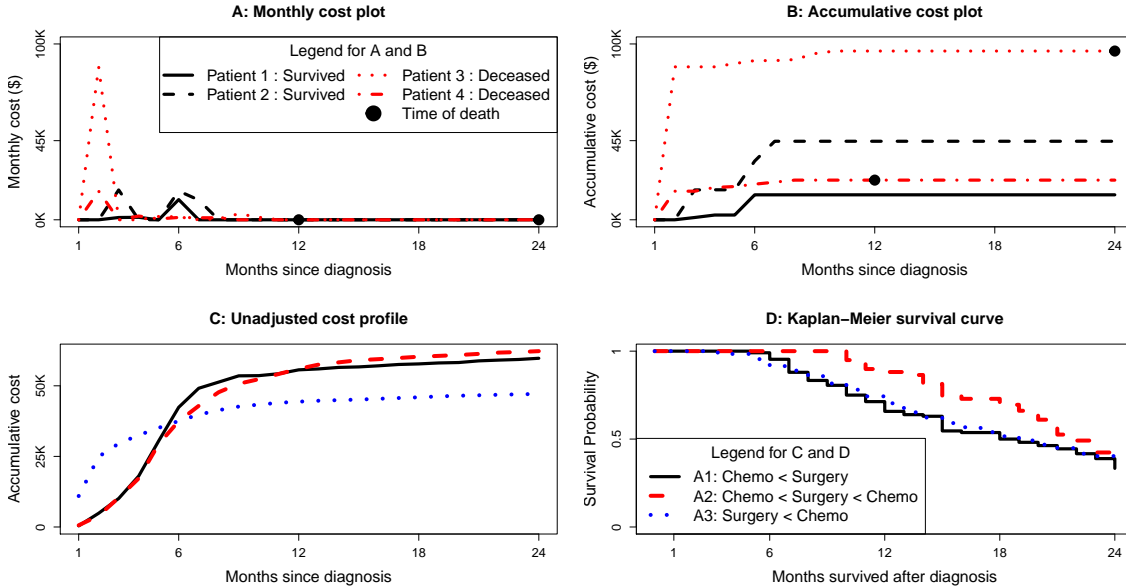 A: Monthly cost plot
Monthly cost ($)
100K
45K
0K
Legend for A and B
Patient 1 : Survived
Patient 2 : Survived
Patient 3 : Deceased
Patient 4 : Deceased
Time of death
1
6
12
18
24
Months since diagnosis
B: Accumulative cost plot
Accumulative cost ($)
100K
45K
0K
1
6
12
18
24
Months since diagnosis
C: Unadjusted cost profile
Accumulative cost
50K
25K
0
1
6
12
18
24
Months since diagnosis
D: Kaplan−Meier survival curve
Survival Probability
1
0.5
0
Legend for C and D
A1: Chemo < Surgery
A2: Chemo < Surgery < Chemo
A3: Surgery < Chemo
1
6
12
18
24
Months survived after diagnosis